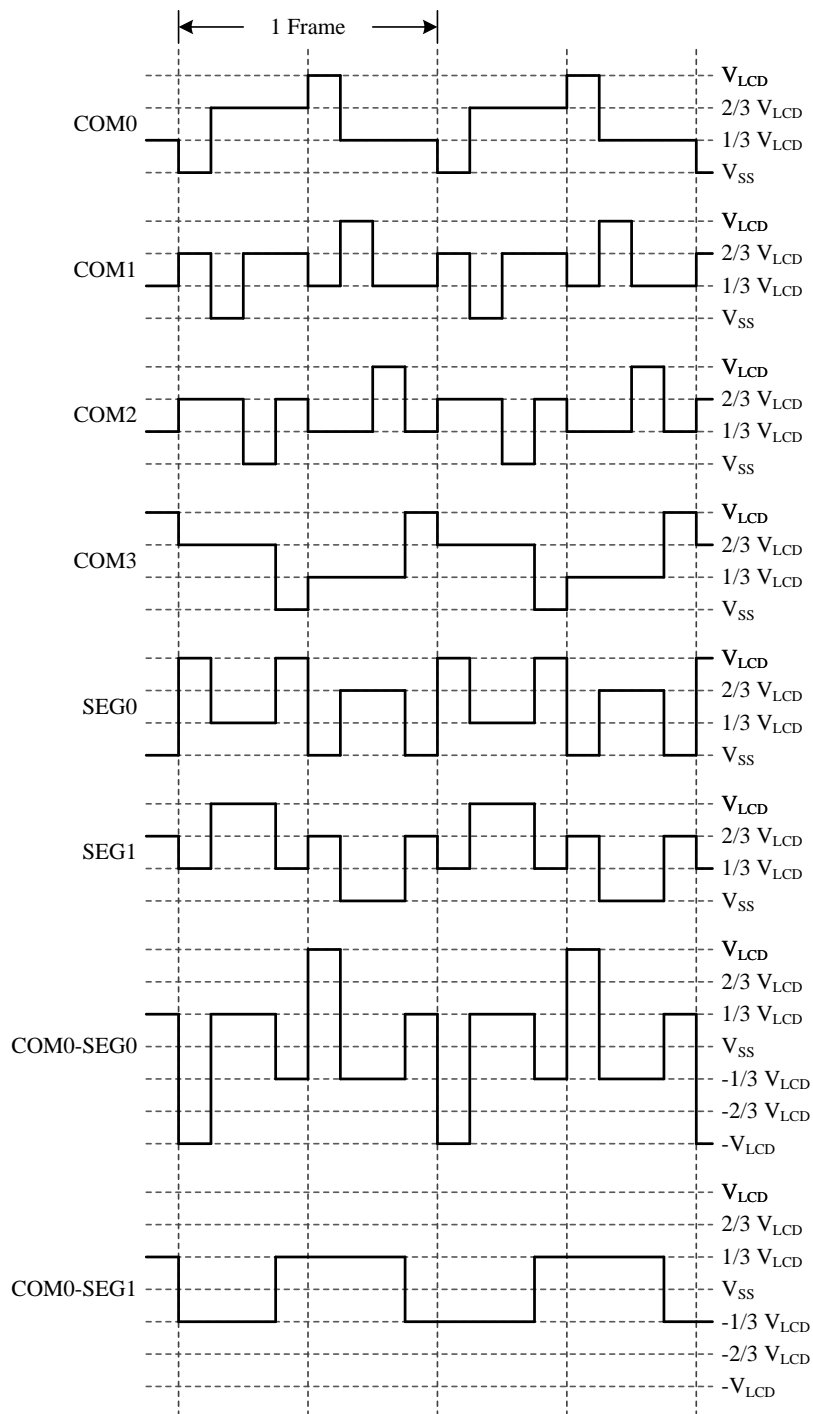 1 Frame
COM0
V_LCD
2/3 V_LCD
1/3 V_LCD
V_SS
COM1
V_LCD
2/3 V_LCD
1/3 V_LCD
V_SS
COM2
V_LCD
2/3 V_LCD
1/3 V_LCD
V_SS
COM3
V_LCD
2/3 V_LCD
1/3 V_LCD
V_SS
SEG0
V_LCD
2/3 V_LCD
1/3 V_LCD
V_SS
SEG1
V_LCD
2/3 V_LCD
1/3 V_LCD
V_SS
COM0-SEG0
V_LCD
2/3 V_LCD
1/3 V_LCD
V_SS
-1/3 V_LCD
-2/3 V_LCD
-V_LCD
COM0-SEG1
V_LCD
2/3 V_LCD
1/3 V_LCD
V_SS
-1/3 V_LCD
-2/3 V_LCD
-V_LCD